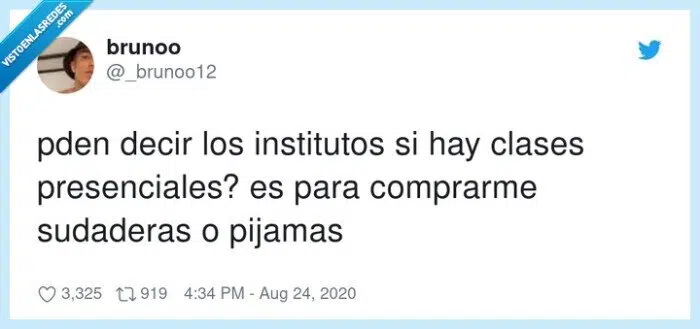 VISTOENLASREDES
.COM
brunoo
@_brunoo12
pden decir los institutos si hay clases
presenciales? es para comprarme
sudaderas o pijamas
3,325 919 4:34 PM - Aug 24, 2020